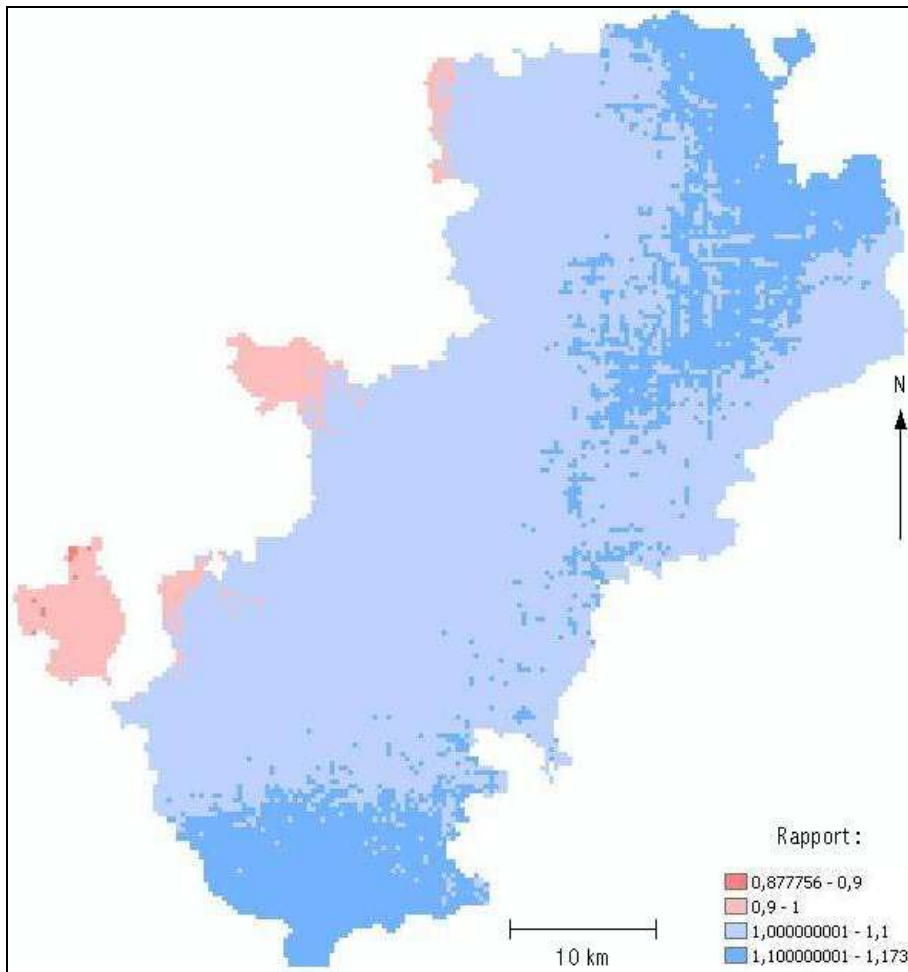 N
Rapport :
0,877756 - 0,9
0,9 - 1
1,000000001 - 1,1
1,100000001 - 1,173
10 km